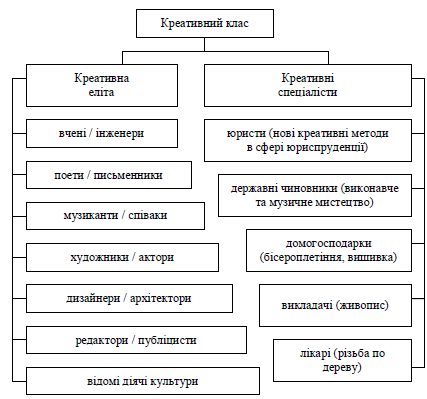 Креативний клас
Креативна
еліта
вчені / інженери
поети / письменники
музиканти / співаки
художники / актори
дизайнери / архітектори
редактори / публіцисти
відомі діячі культури
Креативні
спеціалісти
юристи (нові креативні методи
в сфері юриспруденції)
державні чиновники (виконавче
та музичне мистецтво)
домогосподарки
(бісероплетіння, вишивка)
викладачі (живопис)
лікарі (різьба по
дереву)